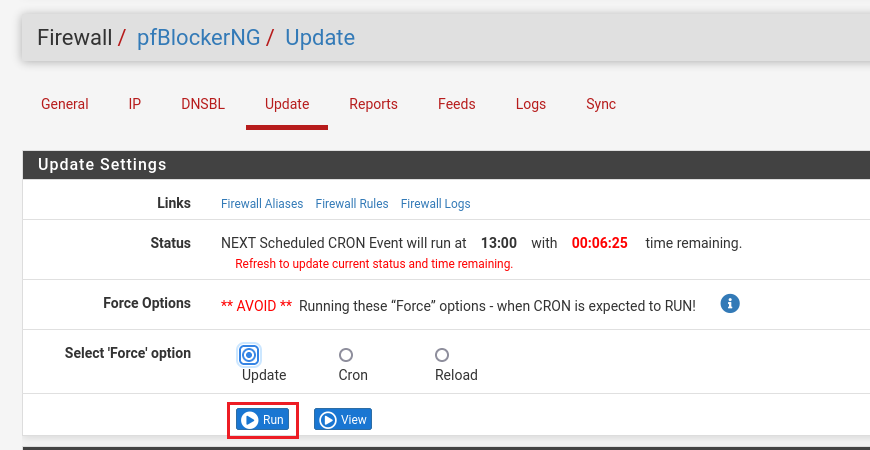 Firewall / pfBlockerNG / Update
General IP DNSBL Update Reports Feeds Logs Sync
Update Settings
Links Firewall Aliases Firewall Rules Firewall Logs
Status NEXT Scheduled CRON Event will run at 13:00 with 00:06:25 time remaining.
Refresh to update current status and time remaining.
Force Options ** AVOID ** Running these “Force” options - when CRON is expected to RUN!
Select 'Force' option
Update Cron Reload
Run View